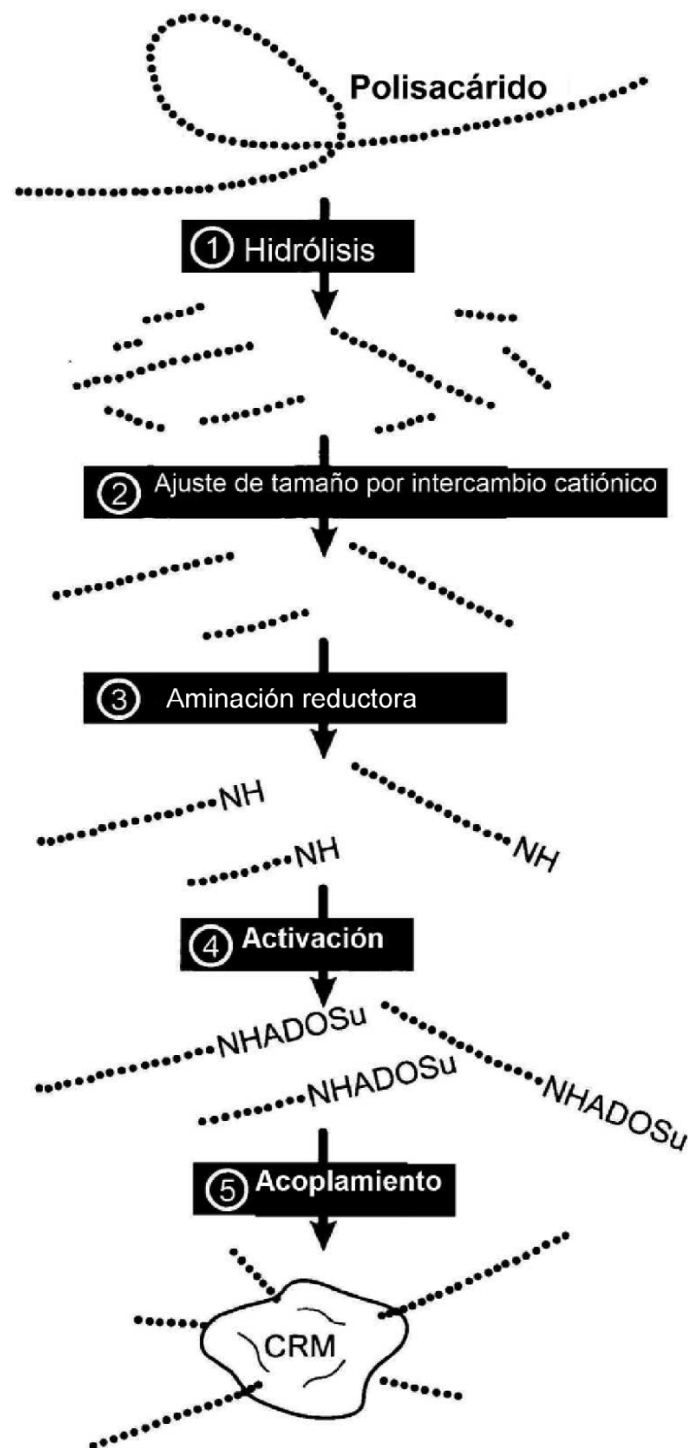 Polisacárido
1 Hidrólisis
2 Ajuste de tamaño por intercambio catiónico
3 Aminación reductora
NH
NH
NH
4 Activación
NHADOSu
NHADOSu
NHADOSu
5 Acoplamiento
CRM